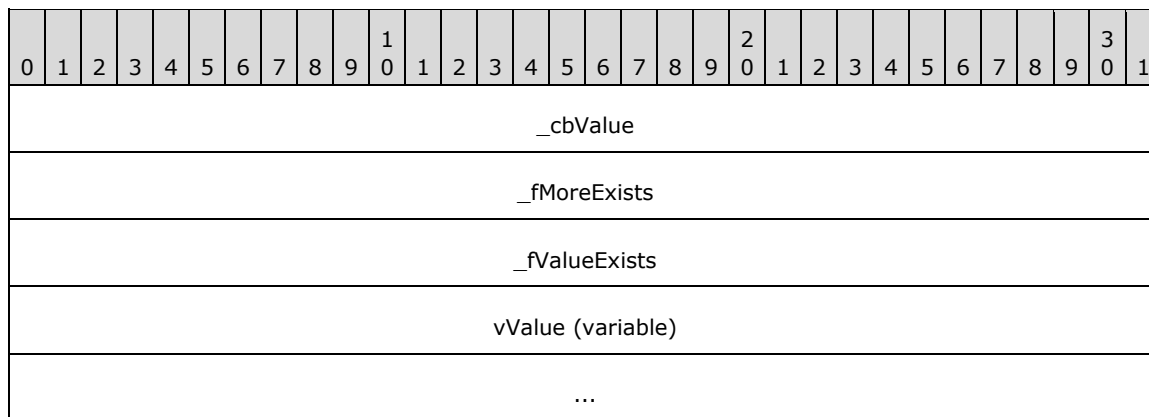 1 2 3
0 1 2 3 4 5 6 7 8 9 0 1 2 3 4 5 6 7 8 9 0 1 2 3 4 5 6 7 8 9 0 1
_cbValue
_fMoreExists
_fValueExists
vValue (variable)
...